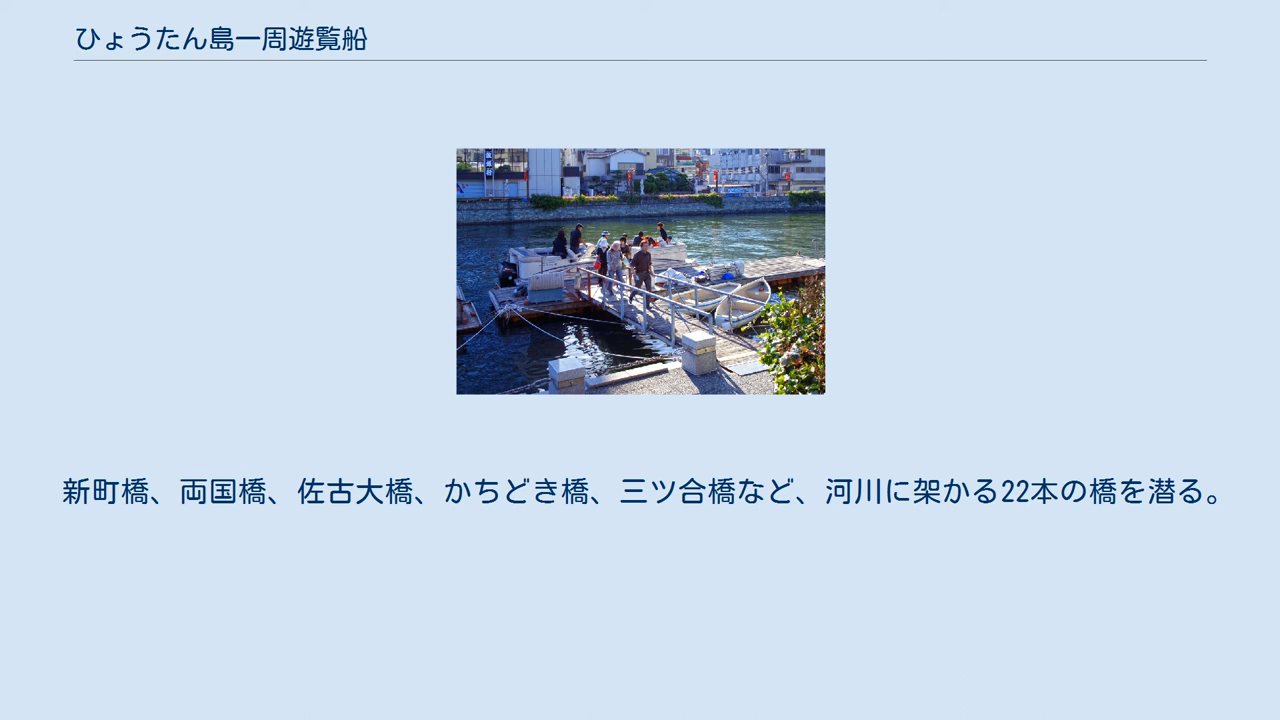 ひょうたん島一周遊覧船
新町橋、両国橋、佐古大橋、かちどき橋、三ツ合橋など、河川に架かる22本の橋を潜る。